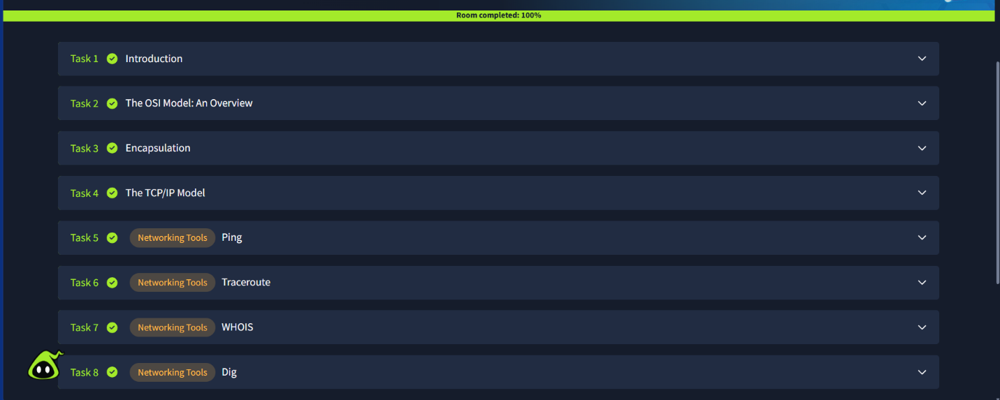 Room completed: 100%
Task 1 Introduction
Task 2 The OSI Model: An Overview
Task 3 Encapsulation
Task 4 The TCP/IP Model
Task 5 Networking Tools Ping
Task 6 Networking Tools Traceroute
Task 7 Networking Tools WHOIS
Task 8 Networking Tools Dig